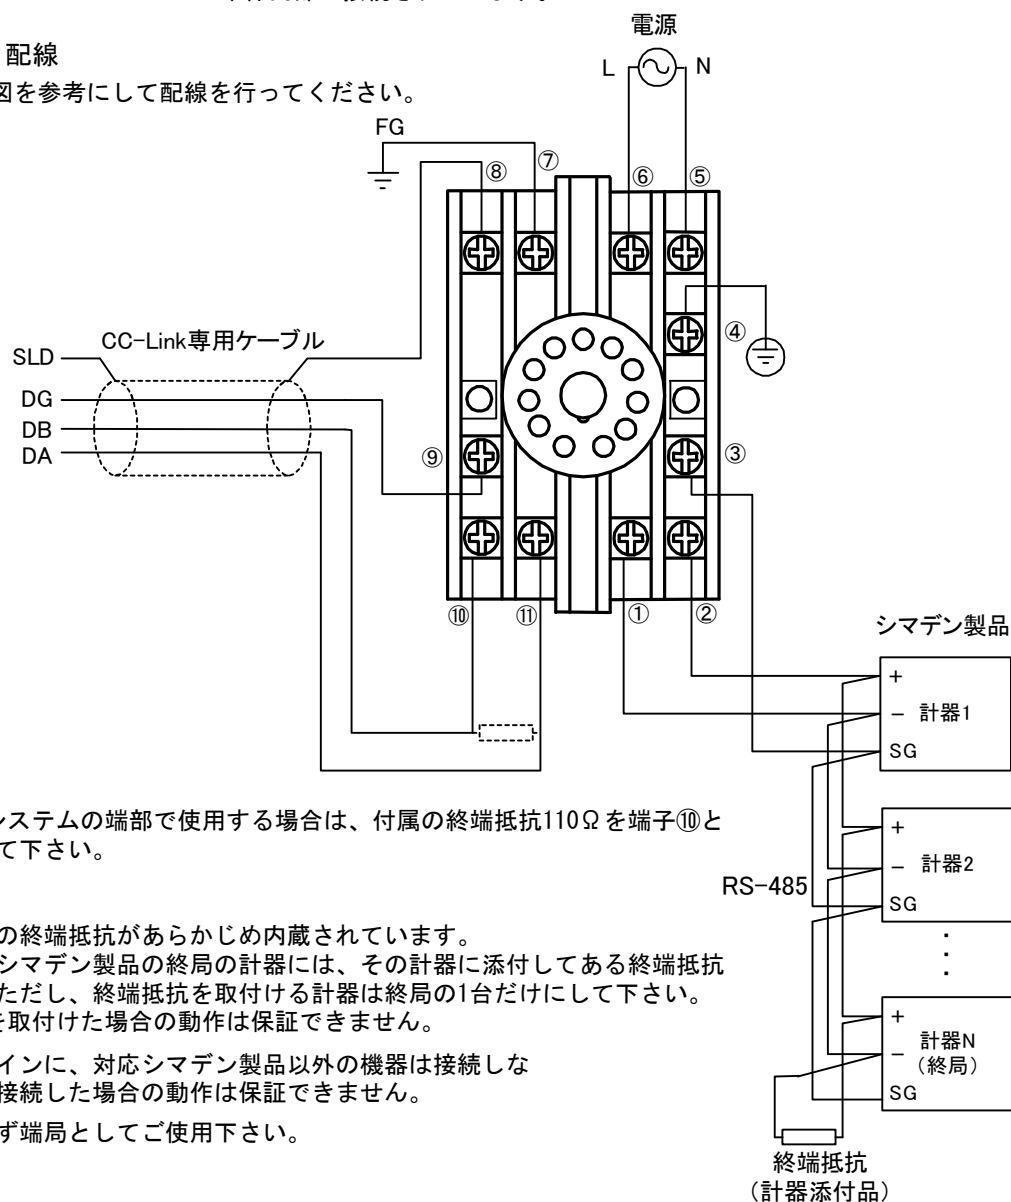 電源
配線
L
N
図を参考にして配線を行ってください。
FG
⑧
⑦
⑥
⑤
④
CC-Link専用ケーブル
SLD
DG
DB
DA
⑨
③
⑩
⑪
①
②
シマデン製品
+
- 計器1
SG
システムの端部で使用する場合は、付属の終端抵抗110Ωを端子⑩と
て下さい。
+
- 計器2
RS-485
SG
の終端抵抗があらかじめ内蔵されています。
シマデン製品の終局の計器には、その計器に添付してある終端抵抗
ただし、終端抵抗を取付ける計器は終局の1台だけにして下さい。
を取付けた場合の動作は保証できません。
+
- 計器N
(終局)
SG
インに、対応シマデン製品以外の機器は接続しな
接続した場合の動作は保証できません。
ず端局としてご使用下さい。
終端抵抗
(計器添付品)